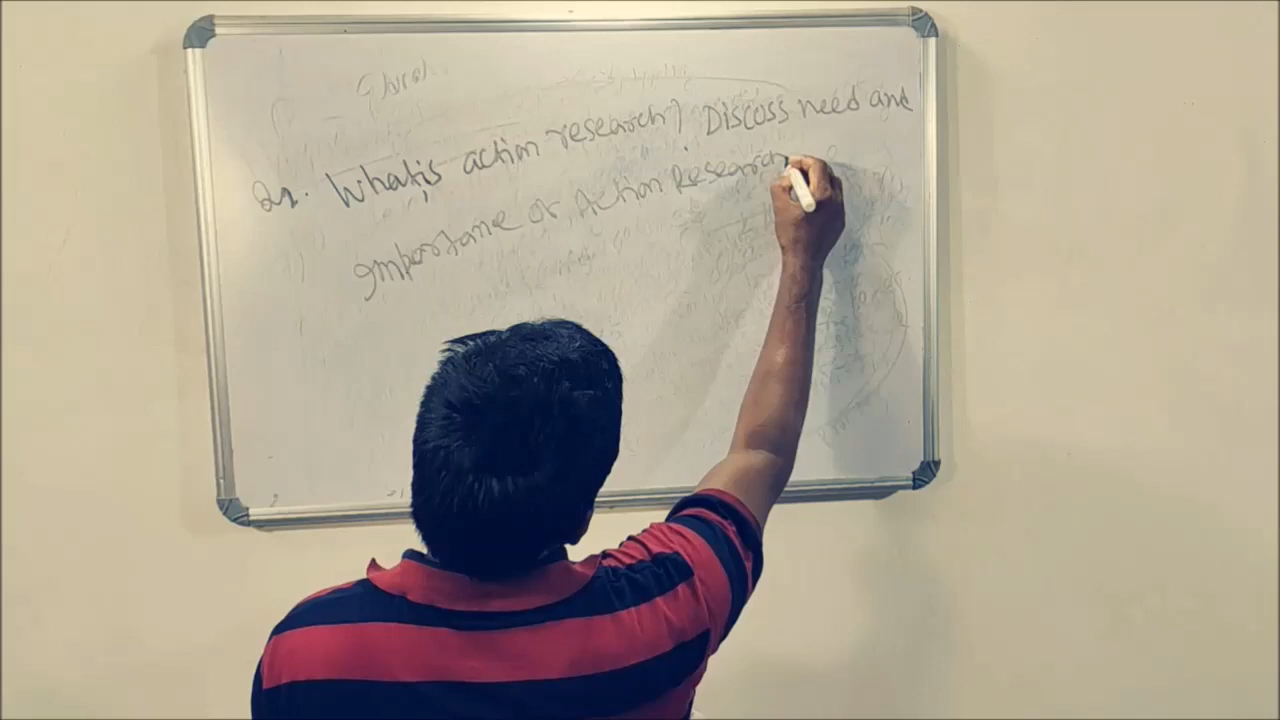 Q1. What is action research? Discuss need and
Importance of Action Research